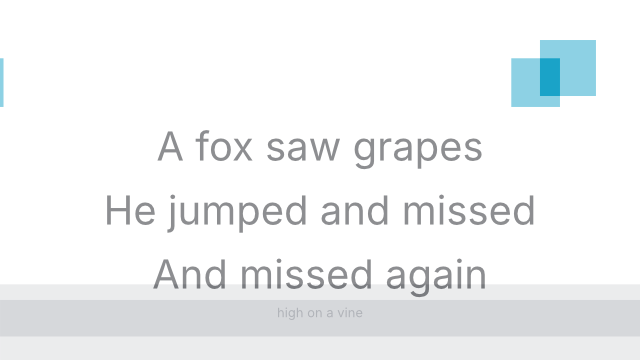 A fox saw grapes
He jumped and missed
And missed again
high on a vine